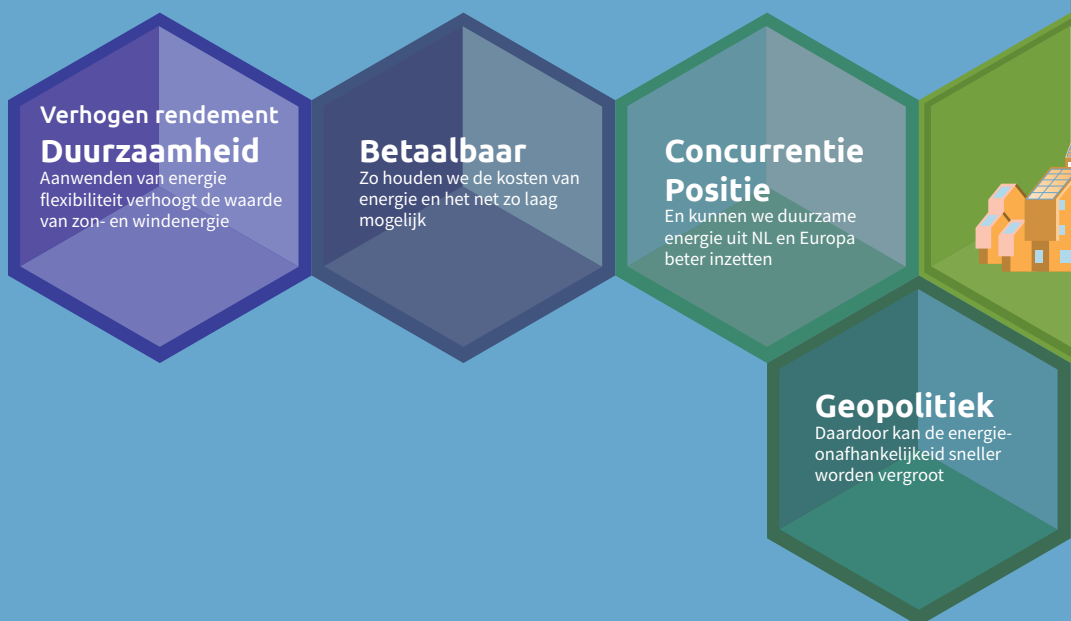 Verhogen rendement
Duurzaamheid
Aanwenden van energie
flexibiliteit verhoogt de waarde
van zon- en windenergie
Betaalbaar
Zo houden we de kosten van
energie en het net zo laag
mogelijk
Concurrentie
Positie
En kunnen we duurzame
energie uit NL en Europa
beter inzetten
Geopolitiek
Daardoor kan de energie-
onafhankelijkeid sneller
worden vergroot